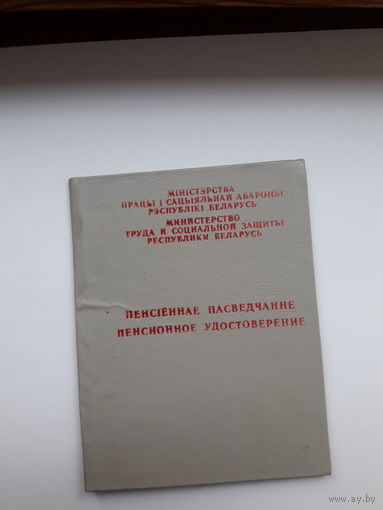 МІНІСТЭРСТВА
ПРАЦЫ І САЦЫЯЛЬНАЙ АБАРОНЫ
РЭСПУБЛІКІ БЕЛАРУСЬ
МИНИСТЕРСТВО
ТРУДА И СОЦИАЛЬНОЙ ЗАЩИТЫ
РЕСПУБЛИКИ БЕЛАРУСЬ
ПЕНСІЁННАЕ ПАСВЕДЧАННЕ
ПЕНСИОННОЕ УДОСТОВЕРЕНИЕ
www.ay.by